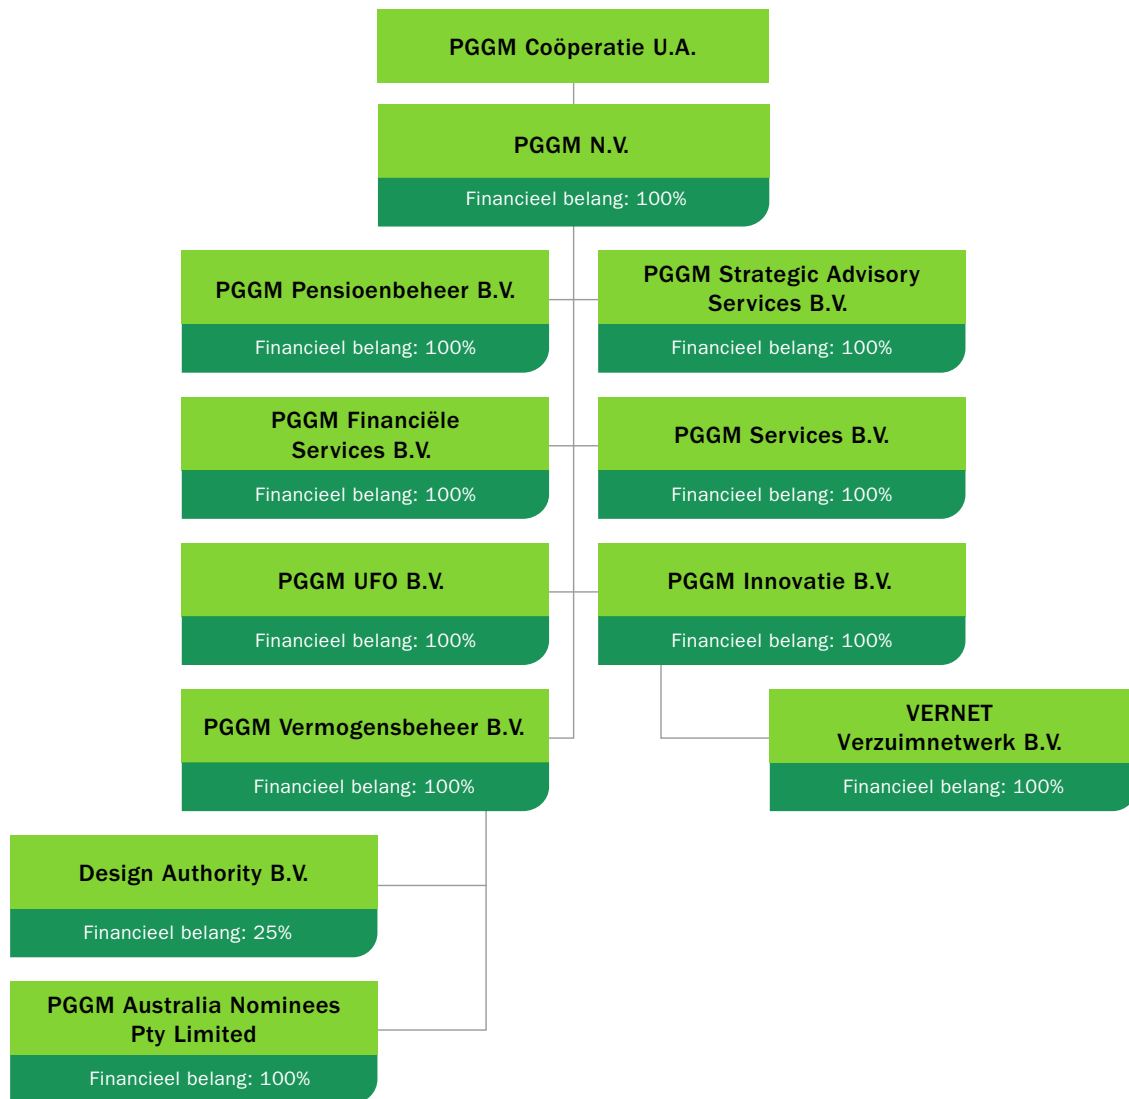 PGGM Coöperatie U.A.
PGGM N.V.
Financieel belang: 100%
PGGM Pensioenbeheer B.V.
Financieel belang: 100%
PGGM Strategic Advisory
Services B.V.
Financieel belang: 100%
PGGM Financiële
Services B.V.
Financieel belang: 100%
PGGM Services B.V.
Financieel belang: 100%
PGGM UFO B.V.
Financieel belang: 100%
PGGM Innovatie B.V.
Financieel belang: 100%
PGGM Vermogensbeheer B.V.
Financieel belang: 100%
VERNET
Verzuimnetwerk B.V.
Financieel belang: 100%
Design Authority B.V.
Financieel belang: 25%
PGGM Australia Nominees
Pty Limited
Financieel belang: 100%